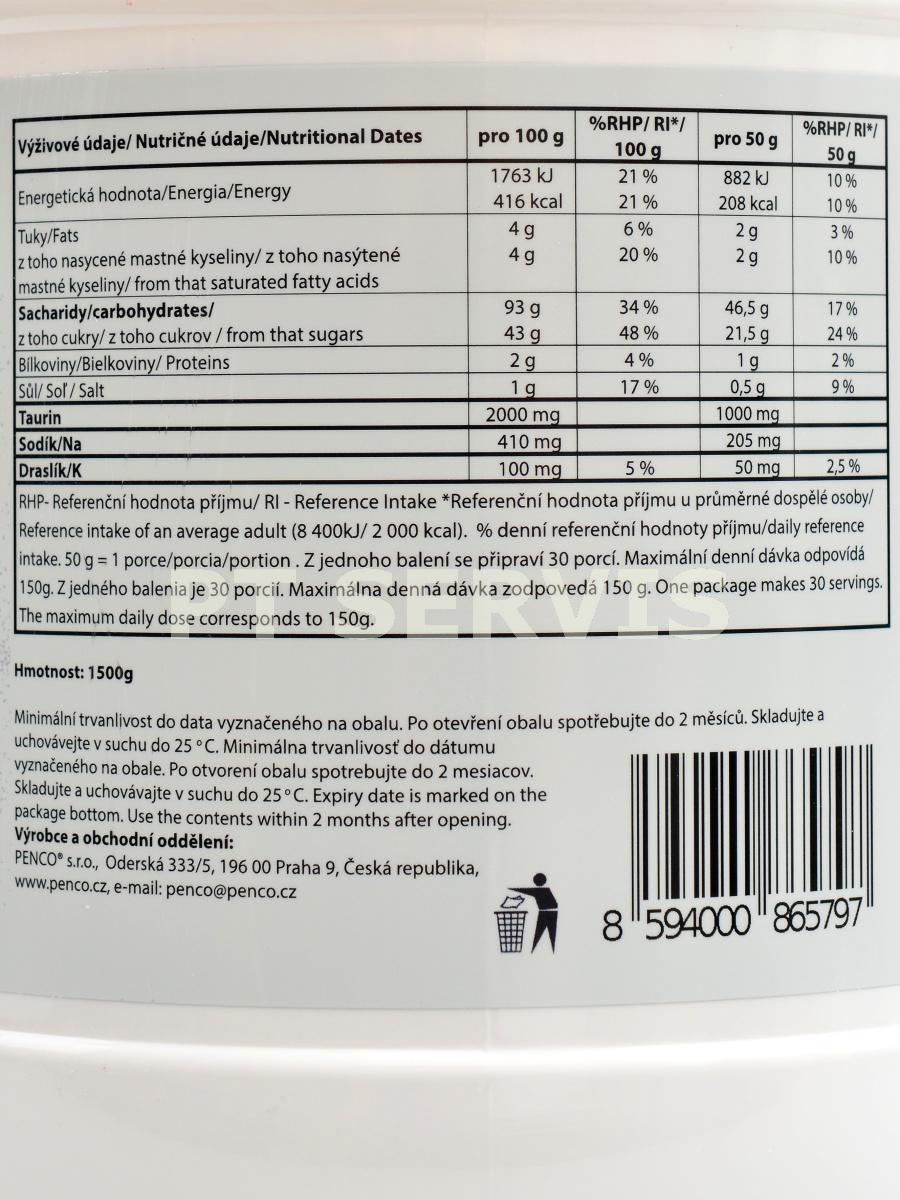 Výživové údaje/ Nutričné údaje/Nutritional Dates pro 100 g %RHP/ RI*/ 100 g pro 50 g %RHP/ RI*/ 50 g
Energetická hodnota/Energia/Energy 1763 kJ 21 % 882 kJ 10 %
416 kcal 21 % 208 kcal 10 %
Tuky/Fats 4 g 6 % 2 g 3 %
z toho nasycené mastné kyseliny/ z toho nasýtené 4 g 20 % 2 g 10 %
mastné kyseliny/ from that saturated fatty acids
Sacharidy/carbohydrates/ 93 g 34 % 46,5 g 17 %
z toho cukry/ z toho cukrov / from that sugars 43 g 48 % 21,5 g 24 %
Bílkoviny/Bielkoviny/ Proteins 2 g 4 % 1 g 2 %
Sůl/ Soľ / Salt 1 g 17 % 0,5 g 9 %
Taurin 2000 mg 1000 mg
Sodík/Na 410 mg 205 mg
Draslík/K 100 mg 5 % 50 mg 2,5 %
RHP- Referenční hodnota příjmu/ RI - Reference Intake *Referenční hodnota příjmu u průměrné dospělé osoby/
Reference intake of an average adult (8 400kJ/ 2 000 kcal). % denní referenční hodnoty příjmu/daily reference
intake. 50 g = 1 porce/porcia/portion . Z jednoho balení se připraví 30 porcí. Maximální denní dávka odpovídá
150g. Z jedného balenia je 30 porcií. Maximálna denná dávka zodpovedá 150 g. One package makes 30 servings.
The maximum daily dose corresponds to 150g.
PT SERVIS
Hmotnost: 1500g
Minimální trvanlivost do data vyznačeného na obalu. Po otevření obalu spotřebujte do 2 měsíců. Skladujte a
uchovávejte v suchu do 25 °C. Minimálna trvanlivosť do dátumu
vyznačeného na obale. Po otvorení obalu spotrebujte do 2 mesiacov.
Skladujte a uchovávajte v suchu do 25 °C. Expiry date is marked on the
package bottom. Use the contents within 2 months after opening.
Výrobce a obchodní oddělení:
PENCO® s.r.o., Oderská 333/5, 196 00 Praha 9, Česká republika,
www.penco.cz, e-mail: penco@penco.cz
8 594000 865797